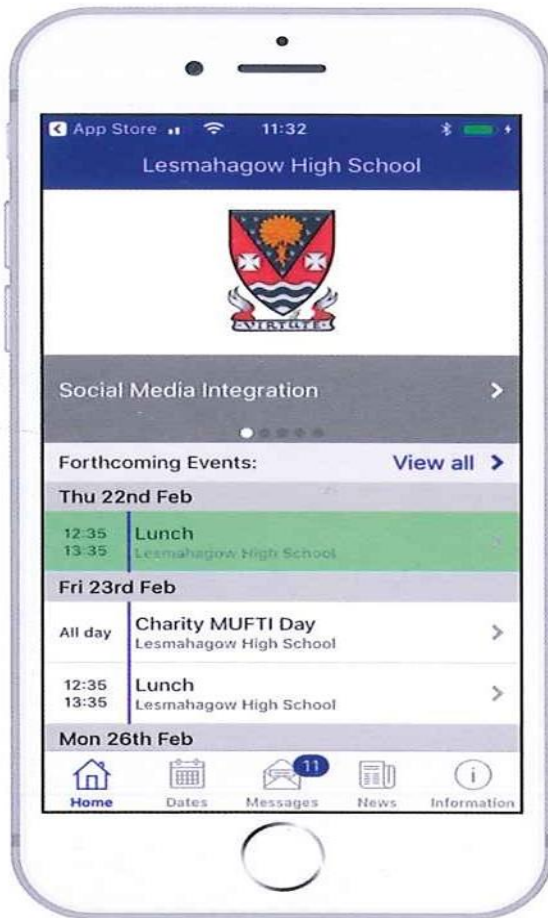 App Store 11:32
Lesmahagow High School
VIRTUTE
Social Media Integration
Forthcoming Events: View all
Thu 22nd Feb
12:35 Lunch
13:35 Lesmahagow High School
Fri 23rd Feb
All day Charity MUFTI Day
Lesmahagow High School
12:35 Lunch
13:35 Lesmahagow High School
Mon 26th Feb
11
Home Dates Messages News Information